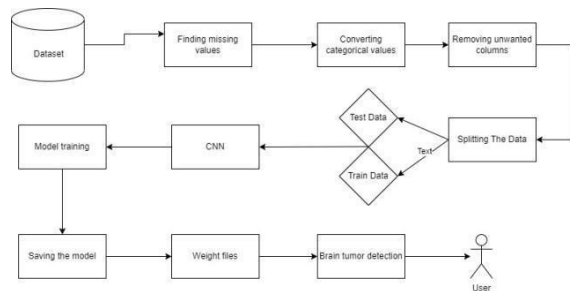 Dataset
Finding missing
values
Converting
categorical values
Removing unwanted
columns
Model training
CNN
Test Data
Train Data
Text
Splitting The Data
Saving the model
Weight files
Brain tumor detection
User